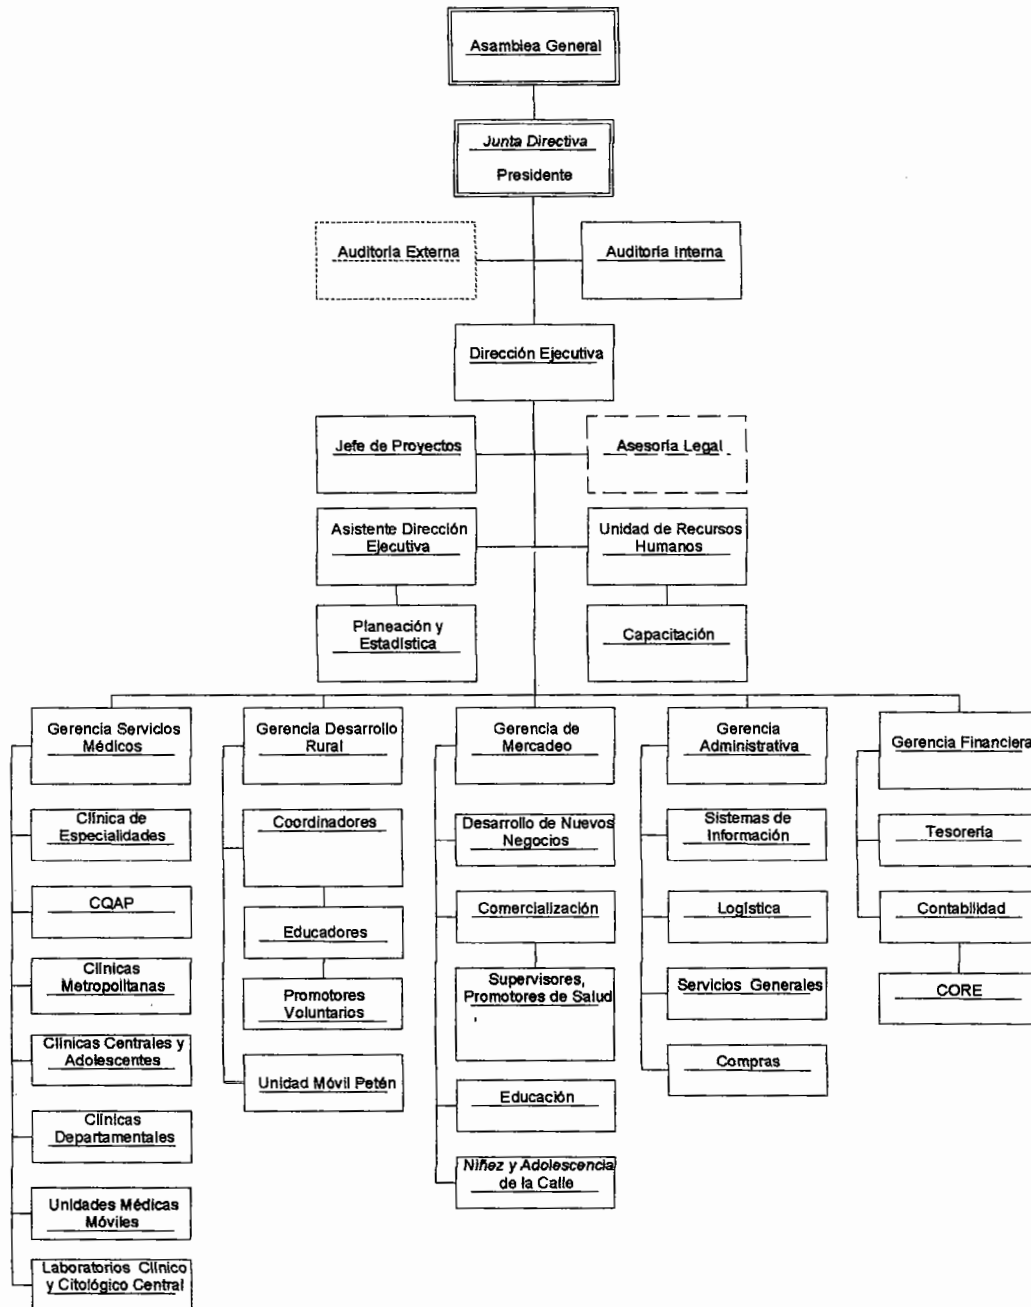 Asamblea General
Junta Directiva
Presidente
Auditoría Externa
Auditoría Interna
Dirección Ejecutiva
Jefe de Proyectos
Asesoría Legal
Asistente Dirección
Ejecutiva
Unidad de Recursos
Humanos
Planeación y
Estadística
Capacitación
Gerencia Servicios
Médicos
Clínica de
Especialidades
CQAP
Clínicas
Metropolitanas
Clínicas Centrales y
Adolescentes
Clínicas
Departamentales
Unidades Médicas
Móviles
Laboratorios Clínico
y Citológico Central
Gerencia Desarrollo
Rural
Coordinadores
Educadores
Promotores
Voluntarios
Unidad Móvil Petén
Gerencia de
Mercadeo
Desarrollo de Nuevos
Negocios
Comercialización
Supervisores,
Promotores de Salud
Educación
Niñez y Adolescencia
de la Calle
Gerencia
Administrativa
Sistemas de
Información
Logística
Servicios Generales
Compras
Gerencia Financiera
Tesorería
Contabilidad
CORE